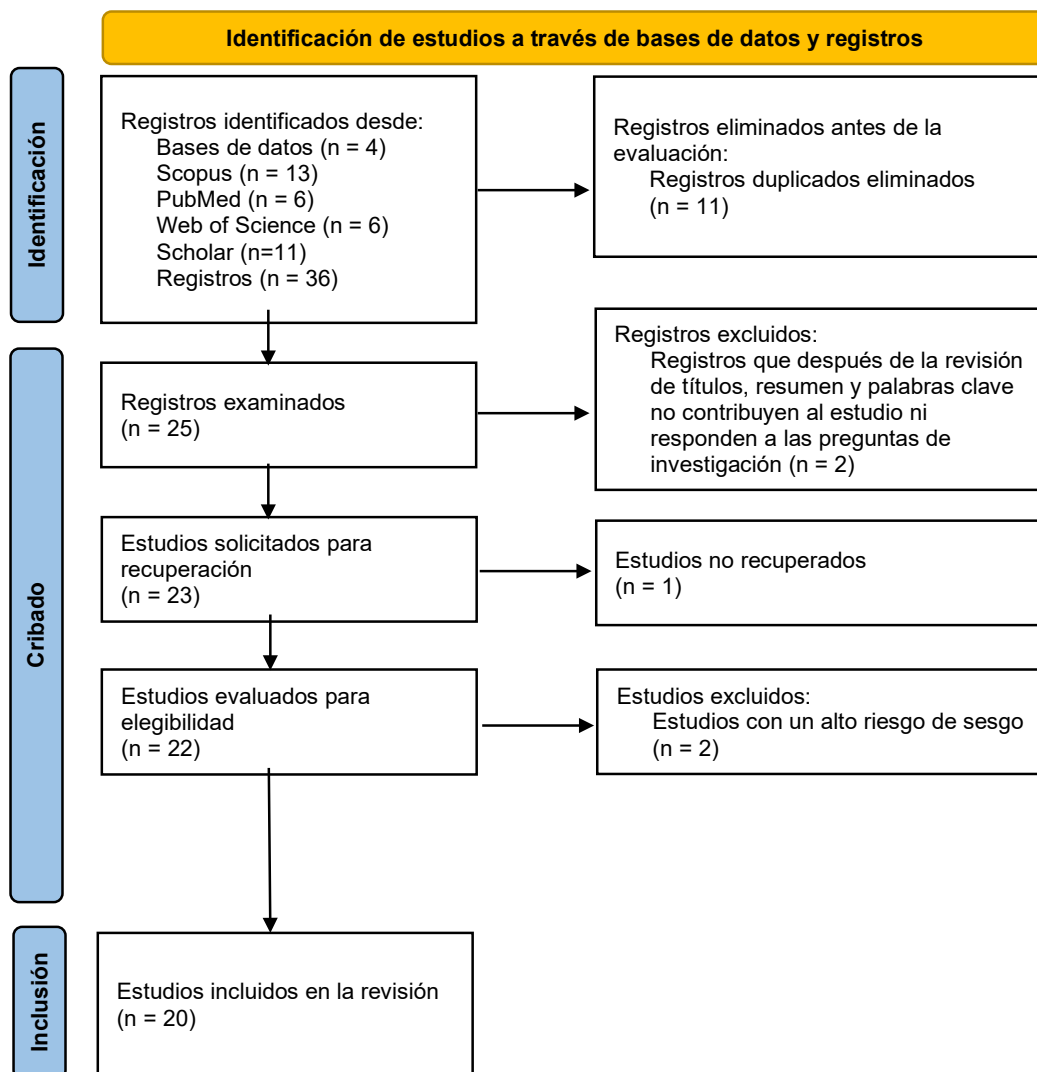 Identificación de estudios a través de bases de datos y registros
Identificación
Registros identificados desde:
Bases de datos (n = 4)
Scopus (n = 13)
PubMed (n = 6)
Web of Science (n = 6)
Scholar (n=11)
Registros (n = 36)
Registros eliminados antes de la
evaluación:
Registros duplicados eliminados
(n = 11)
Cribado
Registros examinados
(n = 25)
Registros excluidos:
Registros que después de la revisión
de títulos, resumen y palabras clave
no contribuyen al estudio ni
responden a las preguntas de
investigación (n = 2)
Estudios solicitados para
recuperación
(n = 23)
Estudios no recuperados
(n = 1)
Estudios evaluados para
elegibilidad
(n = 22)
Estudios excluidos:
Estudios con un alto riesgo de sesgo
(n = 2)
Inclusión
Estudios incluidos en la revisión
(n = 20)